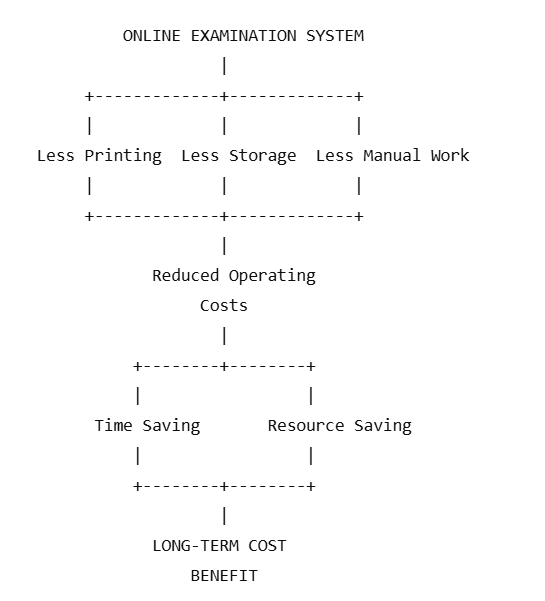 ONLINE EXAMINATION SYSTEM
|
+-------------+-------------+
| | |
Less Printing Less Storage Less Manual Work
| | |
+-------------+-------------+
|
Reduced Operating
Costs
|
+--------+--------+
| |
Time Saving Resource Saving
| |
+--------+--------+
|
LONG-TERM COST
BENEFIT